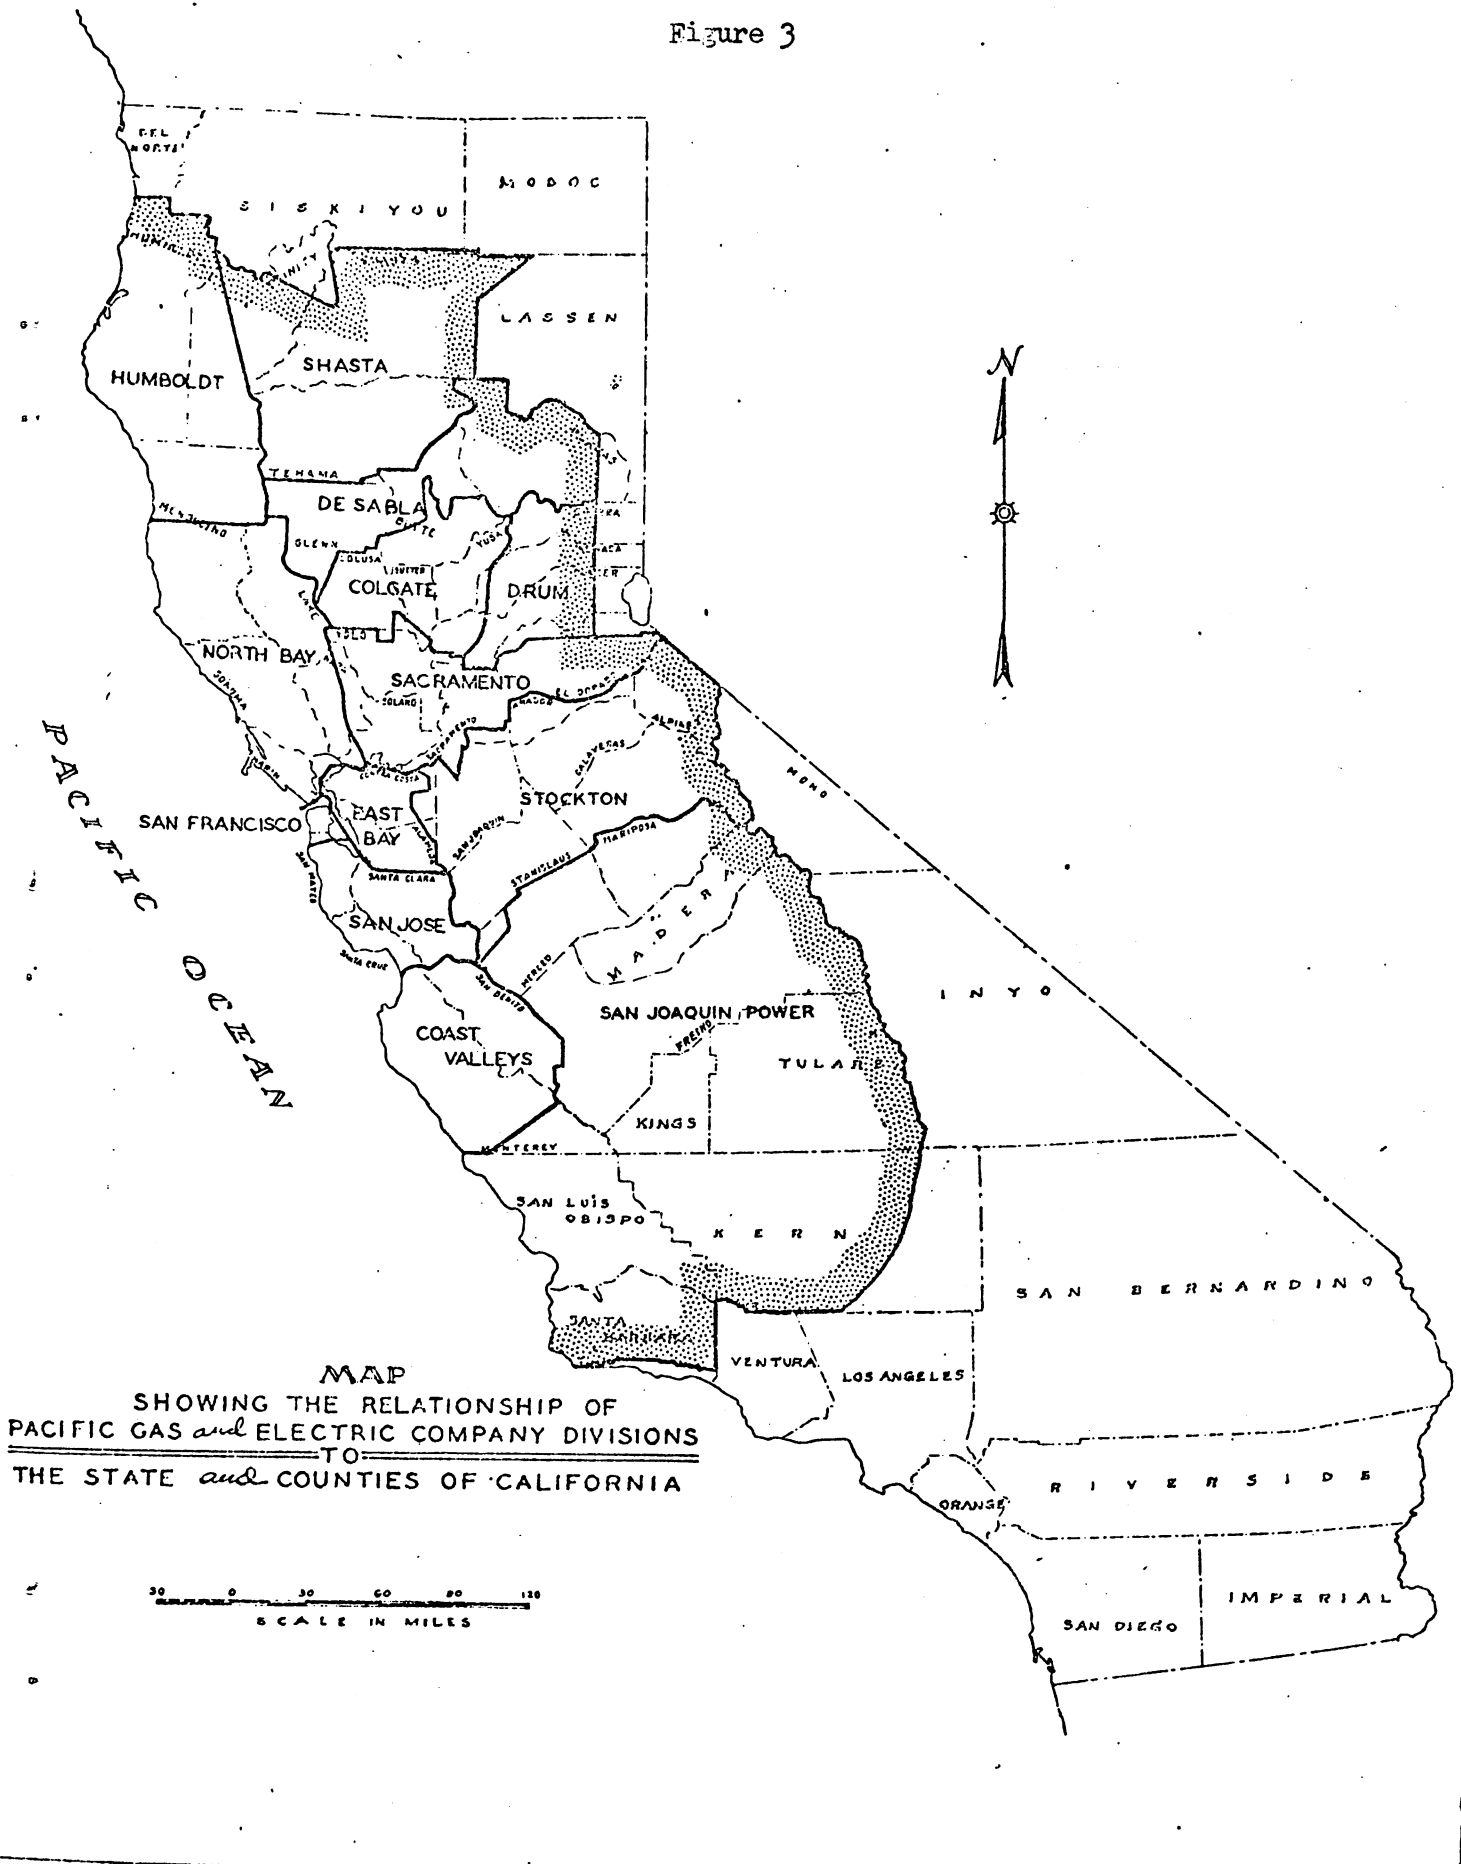 Figure 3
DEL
NORTE
SISKIYOU
MODOC
TRINITY
LASSEN
SHASTA
HUMBOLDT
TEHAMA
DE SABLA
BUTTE
MENDOCINO
GLENN
COLUSA
SUTTER
YUBA
COLGATE
DRUM
LAKE
YOLO
NORTH BAY
SACRAMENTO
SONOMA
SOLANO
AMADOR
EL DORADO
SACRAMENTO
ALPINE
CALAVERAS
MARIN
CONTRA COSTA
MONO
STOCKTON
SAN FRANCISCO
EAST
BAY
ALAMEDA
SAN JOAQUIN
STANISLAUS
MARIPOSA
SAN MATEO
SANTA CLARA
MADERA
SAN JOSE
SANTA CRUZ
SAN BENITO
MERCED
PACIFIC OCEAN
INYO
SAN JOAQUIN POWER
FRESNO
COAST
VALLEYS
TULARE
KINGS
MONTEREY
SAN LUIS
OBISPO
KERN
SAN BERNARDINO
SANTA
BARBARA
VENTURA
LOS ANGELES
RIVERSIDE
ORANGE
IMPERIAL
SAN DIEGO
N
MAP
SHOWING THE RELATIONSHIP OF
PACIFIC GAS and ELECTRIC COMPANY DIVISIONS
TO
THE STATE and COUNTIES OF CALIFORNIA
30 0 30 60 90 120
SCALE IN MILES